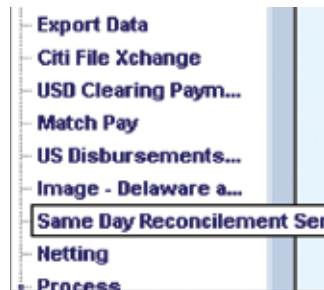 Export Data
Citi File Xchange
USD Clearing Paym...
Match Pay
US Disbursements...
Image - Delaware a...
Same Day Reconcilement Ser
Netting
Process